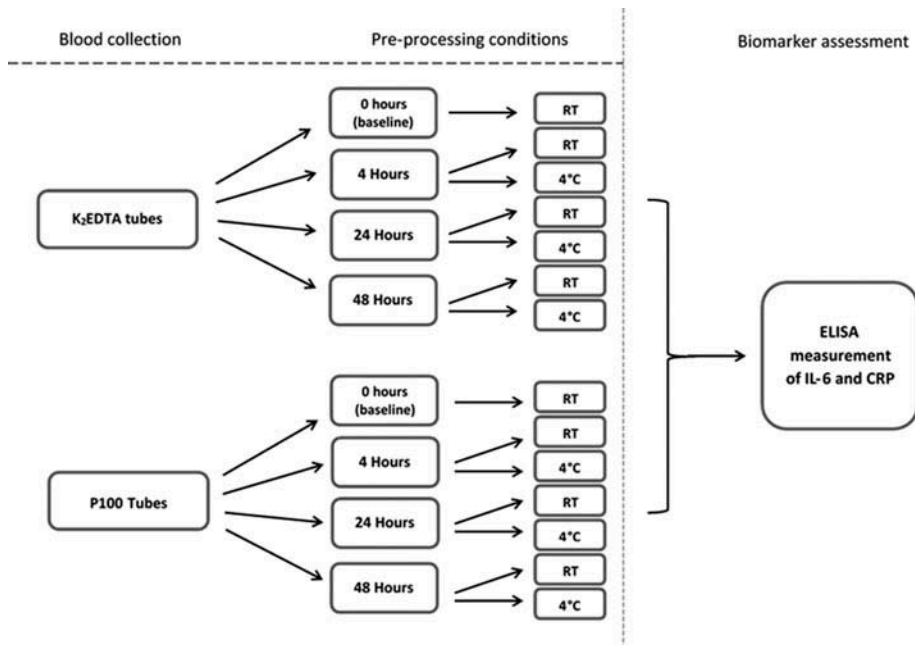 Blood collection
Pre-processing conditions
Biomarker assessment
0 hours
(baseline)
RT
RT
4 Hours
4°C
K₂EDTA tubes
RT
24 Hours
4°C
RT
48 Hours
4°C
ELISA
measurement
of IL-6 and CRP
0 hours
(baseline)
RT
RT
4 Hours
4°C
P100 Tubes
RT
24 Hours
4°C
RT
48 Hours
4°C